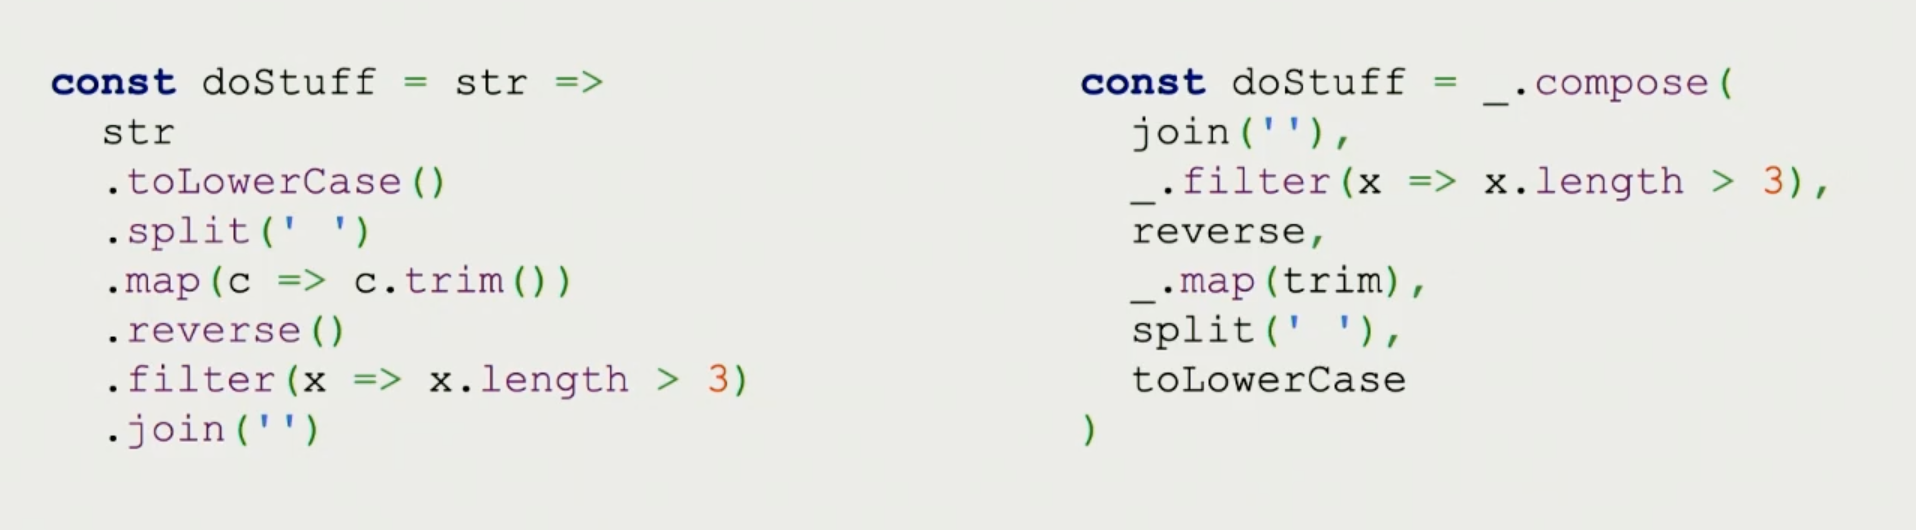 const doStuff = str =>
  str
  .toLowerCase()
  .split(' ')
  .map(c => c.trim())
  .reverse()
  .filter(x => x.length > 3)
  .join('')
const doStuff = _.compose(
  join(''),
  _.filter(x => x.length > 3),
  reverse,
  _.map(trim),
  split(' '),
  toLowerCase
)